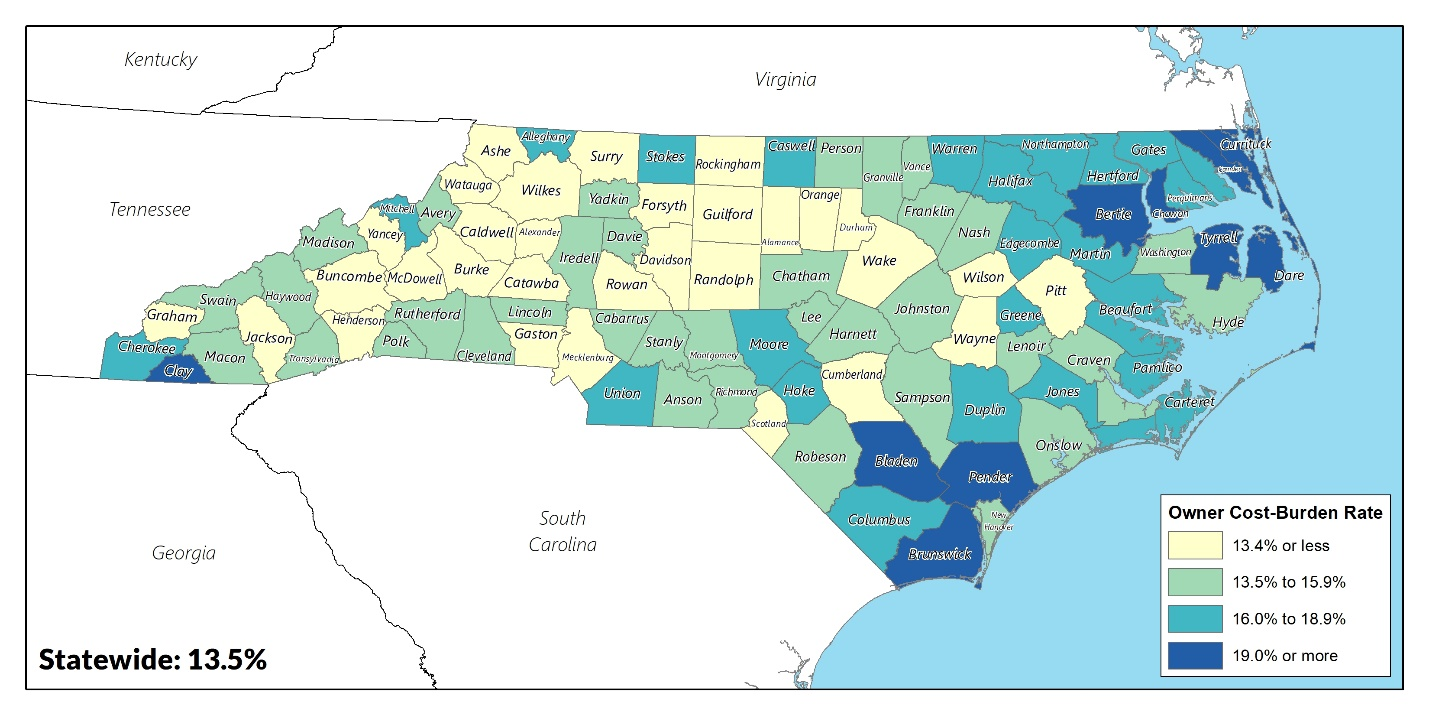 Kentucky
Virginia
Tennessee
Georgia
South
Carolina
Ashe
Alleghany
Surry
Stokes
Rockingham
Caswell
Person
Granville
Vance
Warren
Northampton
Gates
Currituck
Camden
Halifax
Hertford
Perquimans
Chowan
Bertie
Watauga
Wilkes
Yadkin
Forsyth
Guilford
Orange
Durham
Alamance
Franklin
Nash
Edgecombe
Martin
Washington
Tyrrell
Dare
Mitchell
Avery
Yancey
Caldwell
Alexander
Davie
Iredell
Davidson
Randolph
Chatham
Wake
Wilson
Pitt
Madison
Buncombe
McDowell
Burke
Catawba
Rowan
Johnston
Greene
Beaufort
Hyde
Swain
Haywood
Graham
Jackson
Henderson
Rutherford
Lincoln
Gaston
Cabarrus
Stanly
Montgomery
Moore
Lee
Harnett
Wayne
Lenoir
Craven
Pamlico
Cherokee
Clay
Macon
Transylvania
Polk
Cleveland
Mecklenburg
Union
Anson
Richmond
Hoke
Cumberland
Sampson
Duplin
Jones
Carteret
Scotland
Robeson
Bladen
Pender
Onslow
Columbus
Brunswick
New
Hanover
Owner Cost-Burden Rate
13.4% or less
13.5% to 15.9%
16.0% to 18.9%
19.0% or more
Statewide: 13.5%